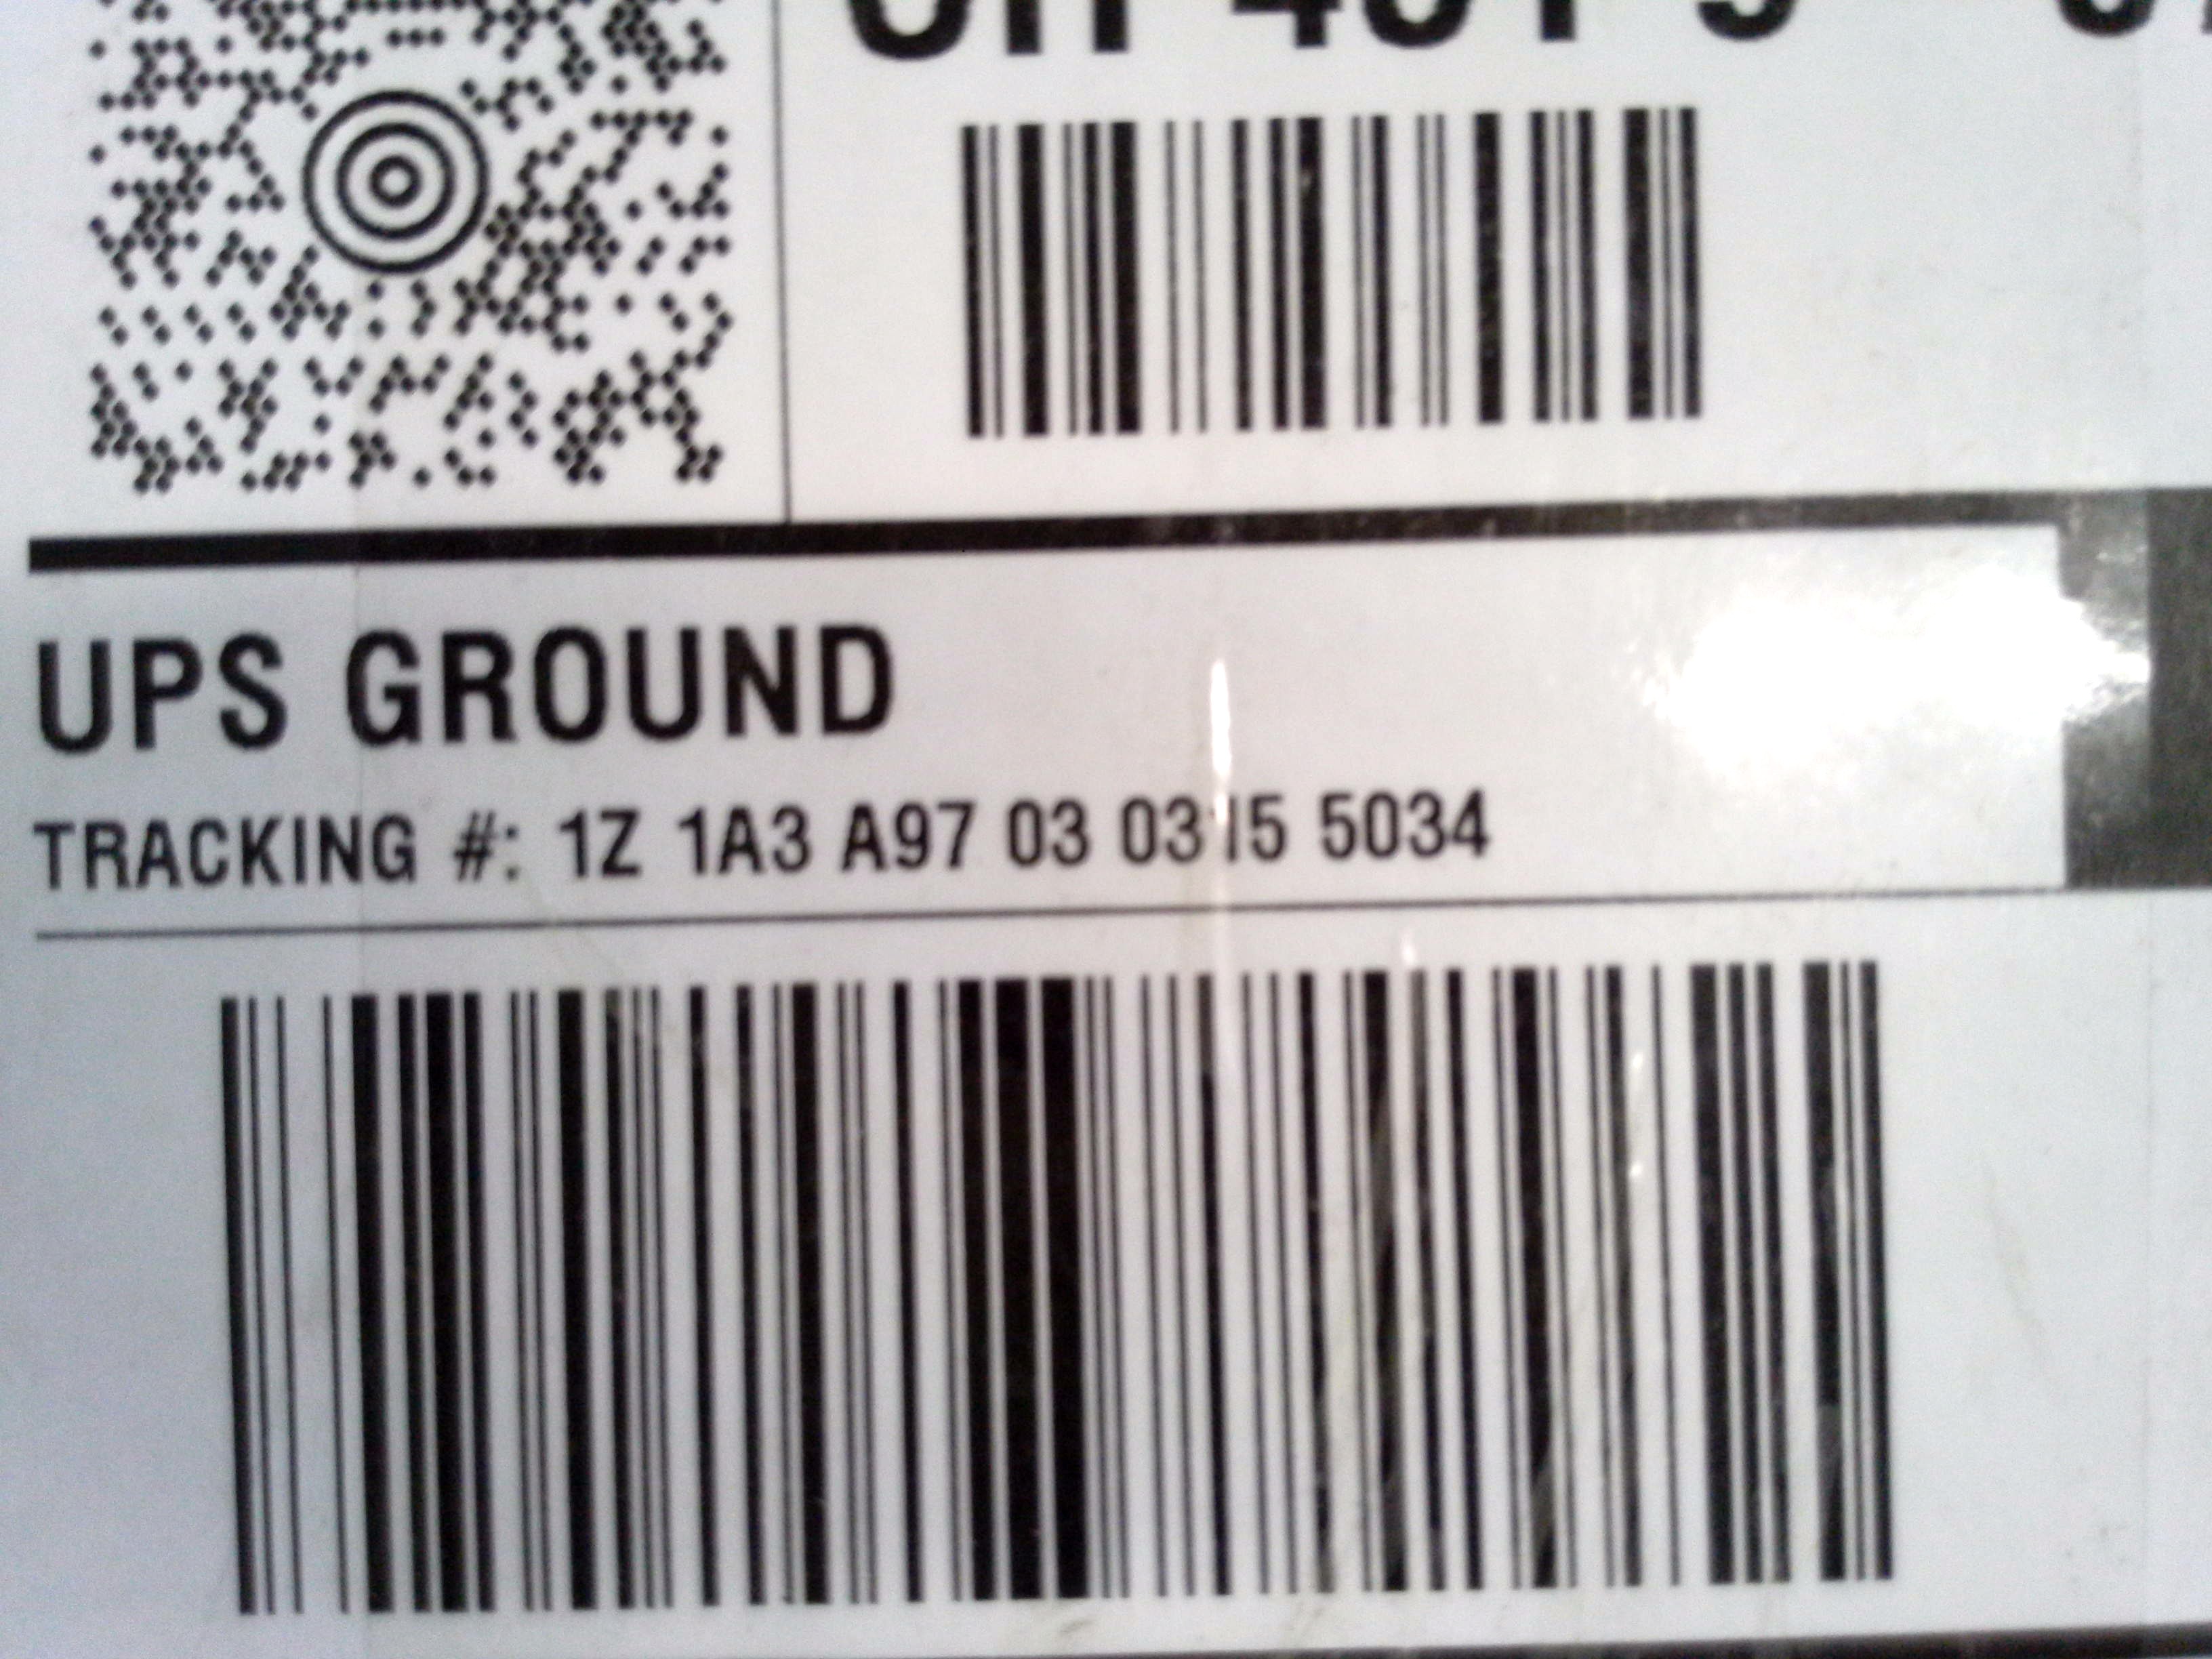 UPS GROUND
TRACKING #: 1Z 1A3 A97 03 0315 5034